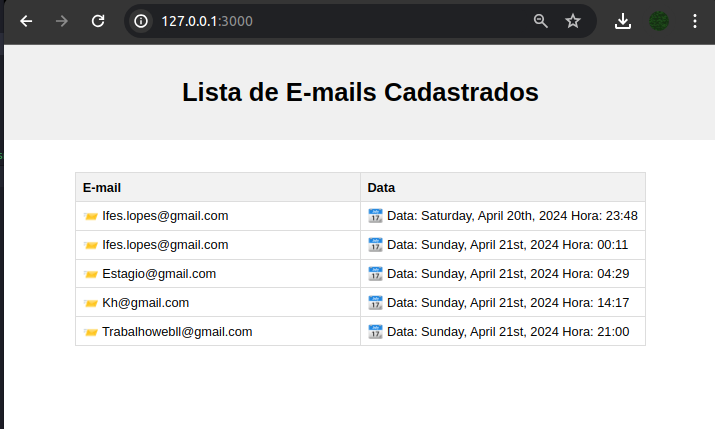 127.0.0.1:3000
Lista de E-mails Cadastrados
E-mail Data
Ifes.lopes@gmail.com Data: Saturday, April 20th, 2024 Hora: 23:48
Ifes.lopes@gmail.com Data: Sunday, April 21st, 2024 Hora: 00:11
Estagio@gmail.com Data: Sunday, April 21st, 2024 Hora: 04:29
Kh@gmail.com Data: Sunday, April 21st, 2024 Hora: 14:17
Trabalhowebll@gmail.com Data: Sunday, April 21st, 2024 Hora: 21:00